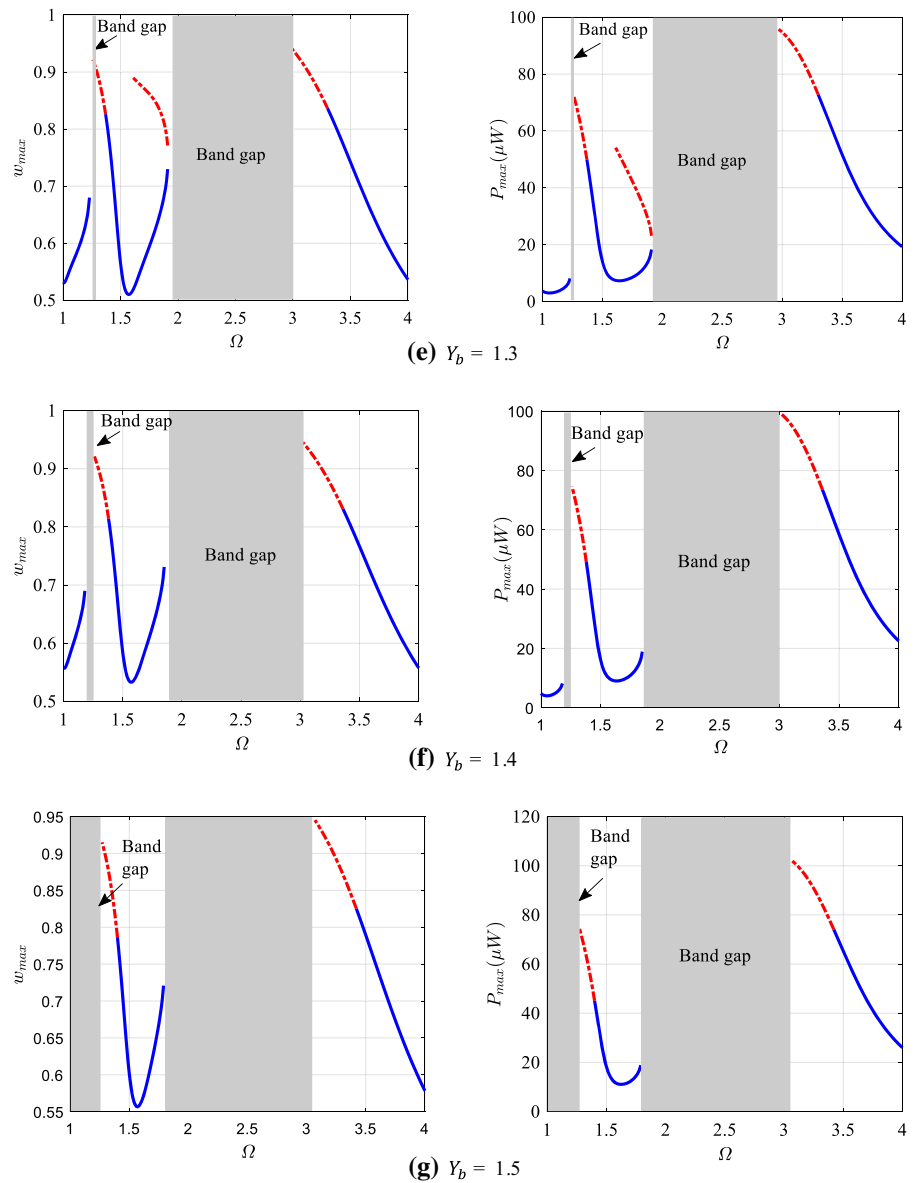 1
0.9
0.8
0.7
0.6
0.5
w_max
Band gap
Band gap
1
1.5
2
2.5
3
3.5
4
Ω
100
80
60
40
20
0
P_max(μW)
Band gap
Band gap
1
1.5
2
2.5
3
3.5
4
Ω
(e) Y_b = 1.3
1
0.9
0.8
0.7
0.6
0.5
w_max
Band gap
Band gap
1
1.5
2
2.5
3
3.5
4
Ω
100
80
60
40
20
0
P_max(μW)
Band gap
Band gap
1
1.5
2
2.5
3
3.5
4
Ω
(f) Y_b = 1.4
0.95
0.9
0.85
0.8
0.75
0.7
0.65
0.6
0.55
w_max
Band
gap
1
1.5
2
2.5
3
3.5
4
Ω
120
100
80
60
40
20
0
P_max(μW)
Band
gap
Band gap
1
1.5
2
2.5
3
3.5
4
Ω
(g) Y_b = 1.5